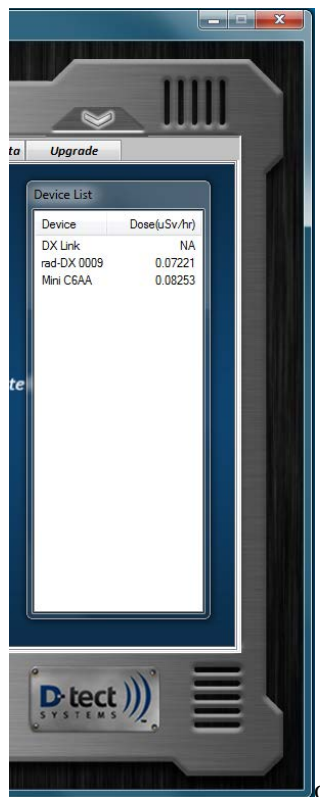 ta Upgrade
Device List
Device Dose(uSv/hr)
DX Link NA
rad-DX 0009 0.07221
Mini C6AA 0.08253
te
D-tect
SYSTEMS